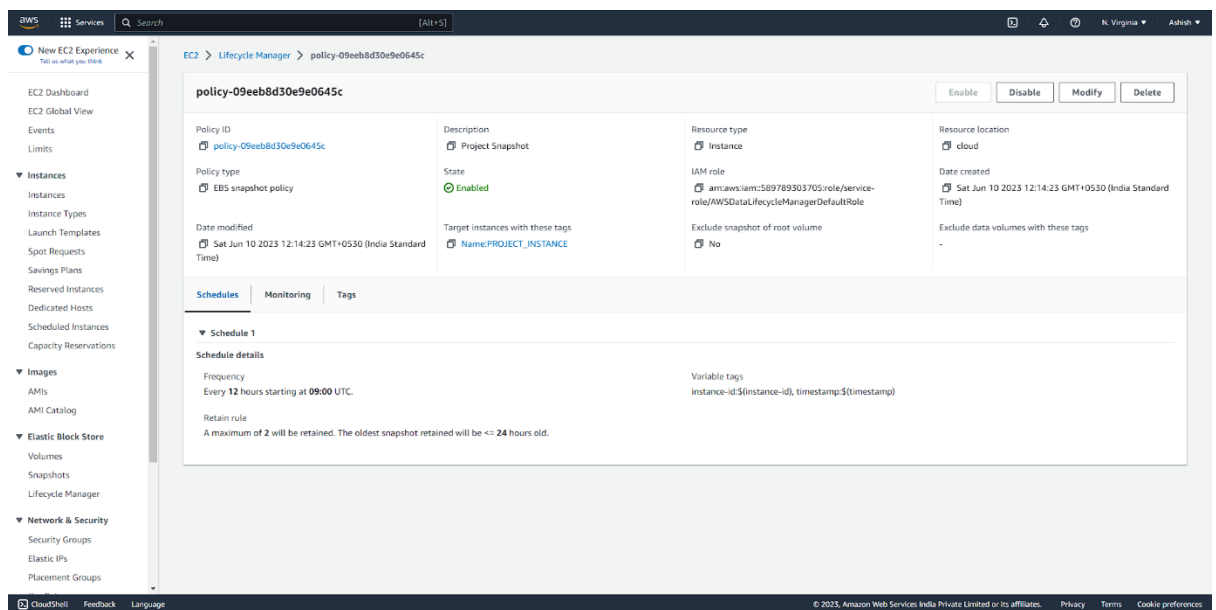 aws
Services
Search
[Alt+S]
N. Virginia
Ashish
New EC2 Experience
Tell us what you think
EC2 Dashboard
EC2 Global View
Events
Limits
Instances
Instances
Instance Types
Launch Templates
Spot Requests
Savings Plans
Reserved Instances
Dedicated Hosts
Scheduled Instances
Capacity Reservations
Images
AMIs
AMI Catalog
Elastic Block Store
Volumes
Snapshots
Lifecycle Manager
Network & Security
Security Groups
Elastic IPs
Placement Groups
EC2 > Lifecycle Manager > policy-09eeb8d30e9e0645c
policy-09eeb8d30e9e0645c
Enable
Disable
Modify
Delete
Policy ID
policy-09eeb8d30e9e0645c
Description
Project Snapshot
Resource type
Instance
Resource location
cloud
Policy type
EBS snapshot policy
State
Enabled
IAM role
arn:aws:iam::589789303705:role/service-
role/AWSDataLifecycleManagerDefaultRole
Date created
Sat Jun 10 2023 12:14:23 GMT+0530 (India Standard
Time)
Date modified
Sat Jun 10 2023 12:14:23 GMT+0530 (India Standard
Time)
Target instances with these tags
Name:PROJECT_INSTANCE
Exclude snapshot of root volume
No
Exclude data volumes with these tags
-
Schedules
Monitoring
Tags
Schedule 1
Schedule details
Frequency
Every 12 hours starting at 09:00 UTC.
Variable tags
instance-id:$(instance-id), timestamp:$(timestamp)
Retain rule
A maximum of 2 will be retained. The oldest snapshot retained will be <= 24 hours old.
CloudShell
Feedback
Language
© 2023, Amazon Web Services India Private Limited or its affiliates.
Privacy
Terms
Cookie preferences